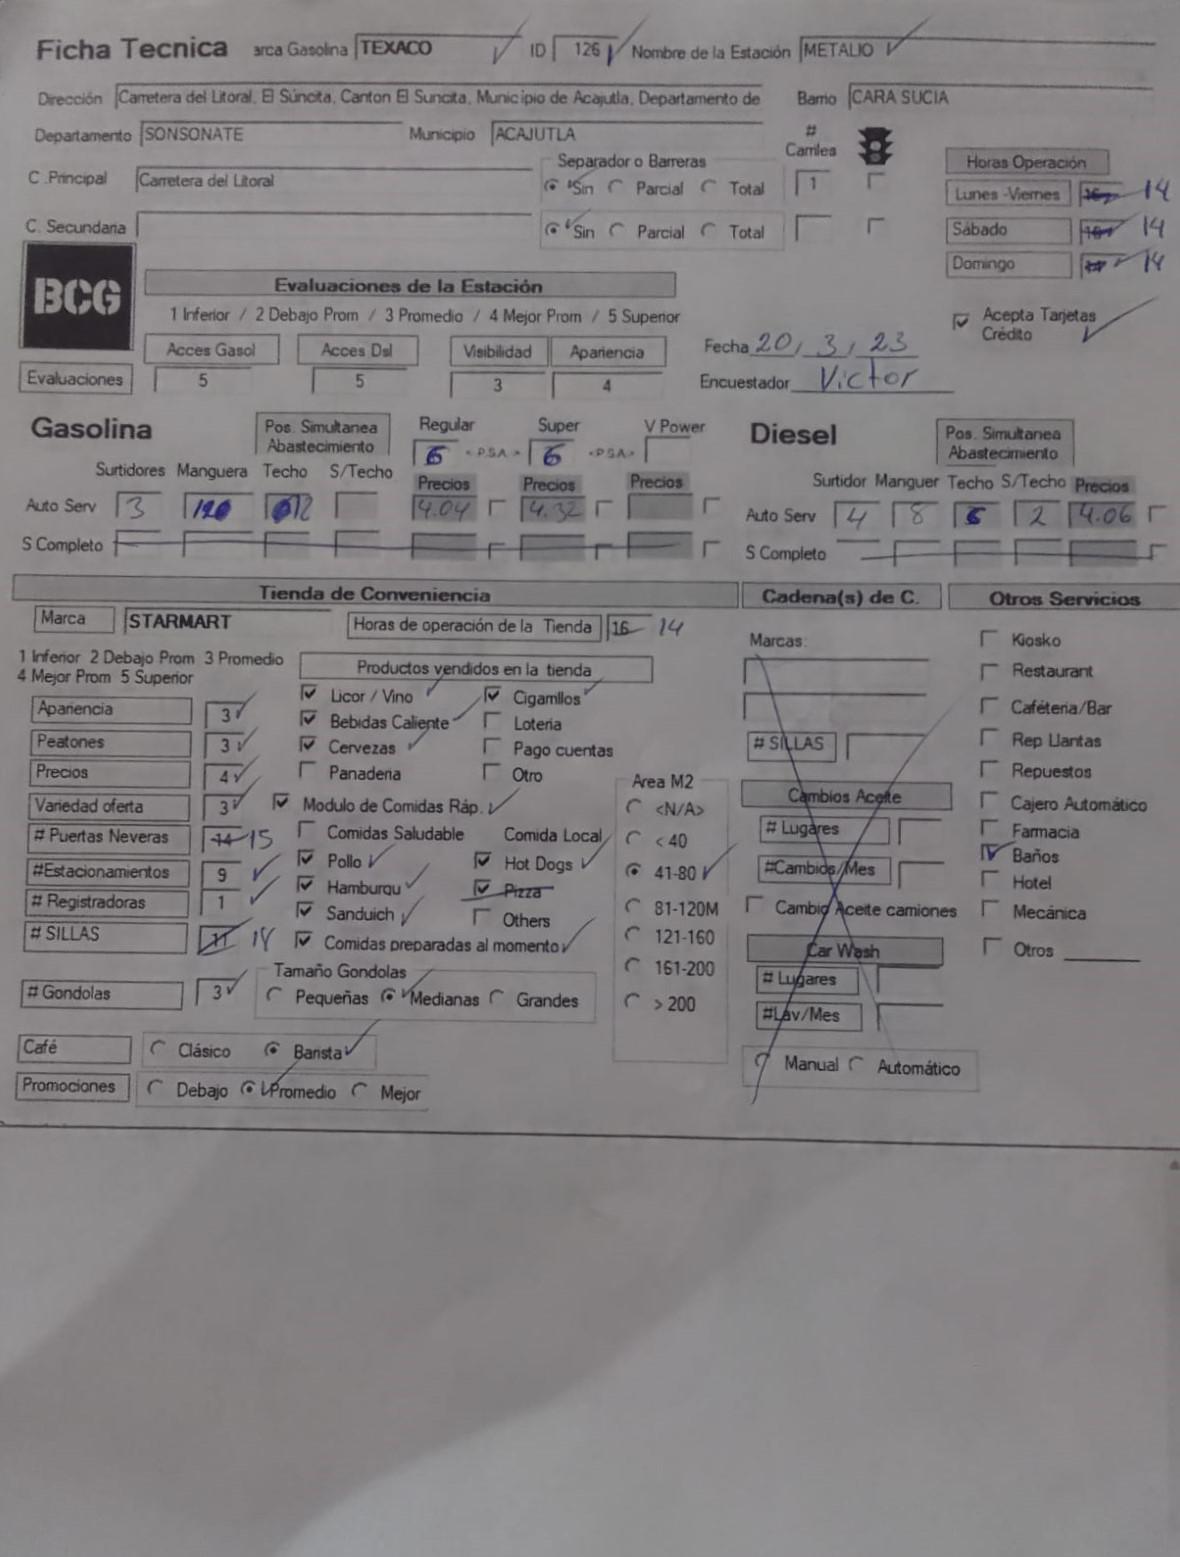 Ficha Tecnica arca Gasolina TEXACO ID 126 Nombre de la Estación METALIO
Dirección Carretera del Litoral, El Súncita, Canton El Suncita, Municipio de Acajutla, Departamento de Barrio CARA SUCIA
Departamento SONSONATE Municipio ACAJUTLA # Carriles
C .Principal Carretera del Litoral Separador o Barreras Sin Parcial Total 1
C. Secundaria Sin Parcial Total
Horas Operación
Lunes -Viernes 16 14
Sábado 14
Domingo 14
BCG
Evaluaciones de la Estación
1 Inferior / 2 Debajo Prom / 3 Promedio / 4 Mejor Prom / 5 Superior
Acepta Tarjetas Crédito
Acces Gasol Acces Dsl Visibilidad Apariencia
Evaluaciones 5 5 3 4
Fecha 20, 3, 23
Encuestador Victor
Gasolina Pos. Simultanea Abastecimiento Regular Super V Power
6 <P.S.A.> 6 <P.S.A>
Surtidores Manguera Techo S/Techo Precios Precios Precios
Auto Serv 3 12 4.04 4.32
S Completo
Diesel Pos. Simultanea Abastecimiento
Surtidor Manguer Techo S/Techo Precios
Auto Serv 4 8 6 2 4.06
S Completo
Tienda de Conveniencia Cadena(s) de C. Otros Servicios
Marca STARMART Horas de operación de la Tienda 16 14
1 Inferior 2 Debajo Prom 3 Promedio
4 Mejor Prom 5 Superior
Productos vendidos en la tienda
Apariencia 3
Peatones 3
Precios 4
Variedad oferta 3
# Puertas Neveras 14 15
#Estacionamientos 9
# Registradoras 1
# SILLAS 11 18
# Gondolas 3
Licor / Vino Cigarrillos
Bebidas Caliente Loteria
Cervezas Pago cuentas
Panaderia Otro
Modulo de Comidas Ráp.
Comidas Saludable Comida Local
Pollo Hot Dogs
Hamburqu Pizza
Sanduich Others
Comidas preparadas al momento
Tamaño Gondolas
Pequeñas Medianas Grandes
Café Clásico Barista
Promociones Debajo Promedio Mejor
Area M2
<N/A>
< 40
41-80
81-120M
121-160
161-200
> 200
Marcas:
# SILLAS
Cambios Aceite
# Lugares
#Cambios/Mes
Cambio Aceite camiones
Car Wash
# Lugares
#Lav/Mes
Manual Automático
Kiosko
Restaurant
Caféteria/Bar
Rep Llantas
Repuestos
Cajero Automático
Farmacia
Baños
Hotel
Mecánica
Otros